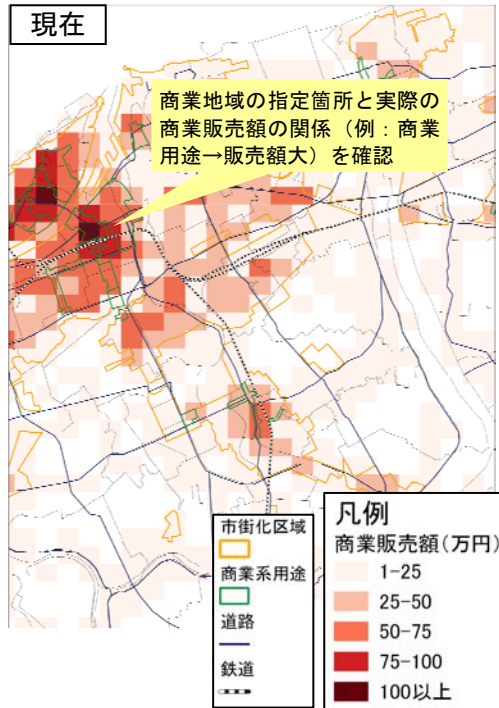 現在
商業地域の指定箇所と実際の
商業販売額の関係（例：商業
用途→販売額大）を確認
市街化区域
商業系用途
道路
鉄道
凡例
商業販売額(万円)
1-25
25-50
50-75
75-100
100以上